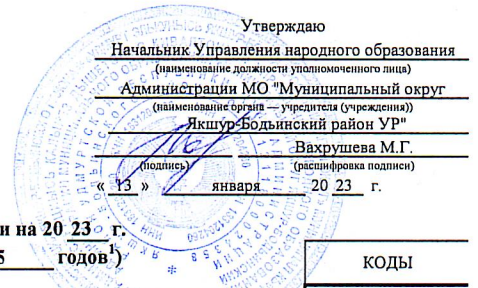 Утверждаю
Начальник Управления народного образования
(наименование должности уполномоченного лица)
Администрации МО "Муниципальный округ
(наименование органа — учредителя (учреждения))
Якшур-Бодьинский район УР"
Вахрушева М.Г.
(подпись) (расшифровка подписи)
« 13 » января 20 23 г.
и на 20 23 г.
5 годов1)
КОДЫ